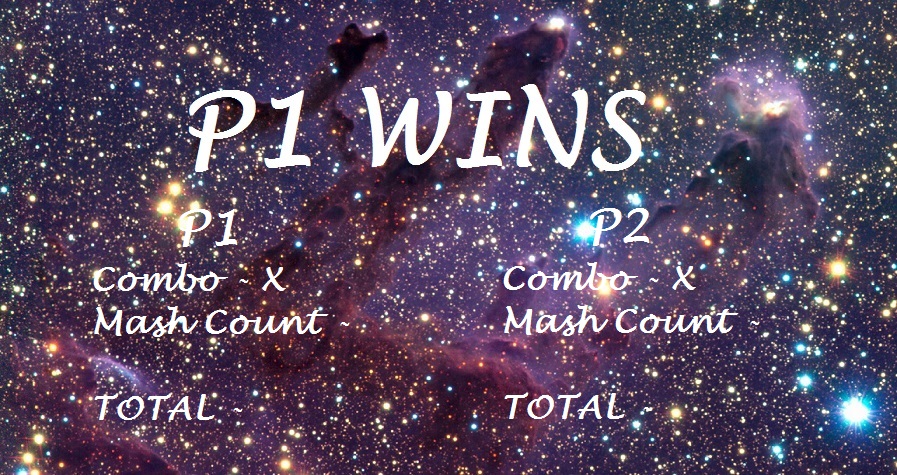 P1 WINS
P1
Combo - X
Mash Count -
TOTAL -
P2
Combo - X
Mash Count -
TOTAL -